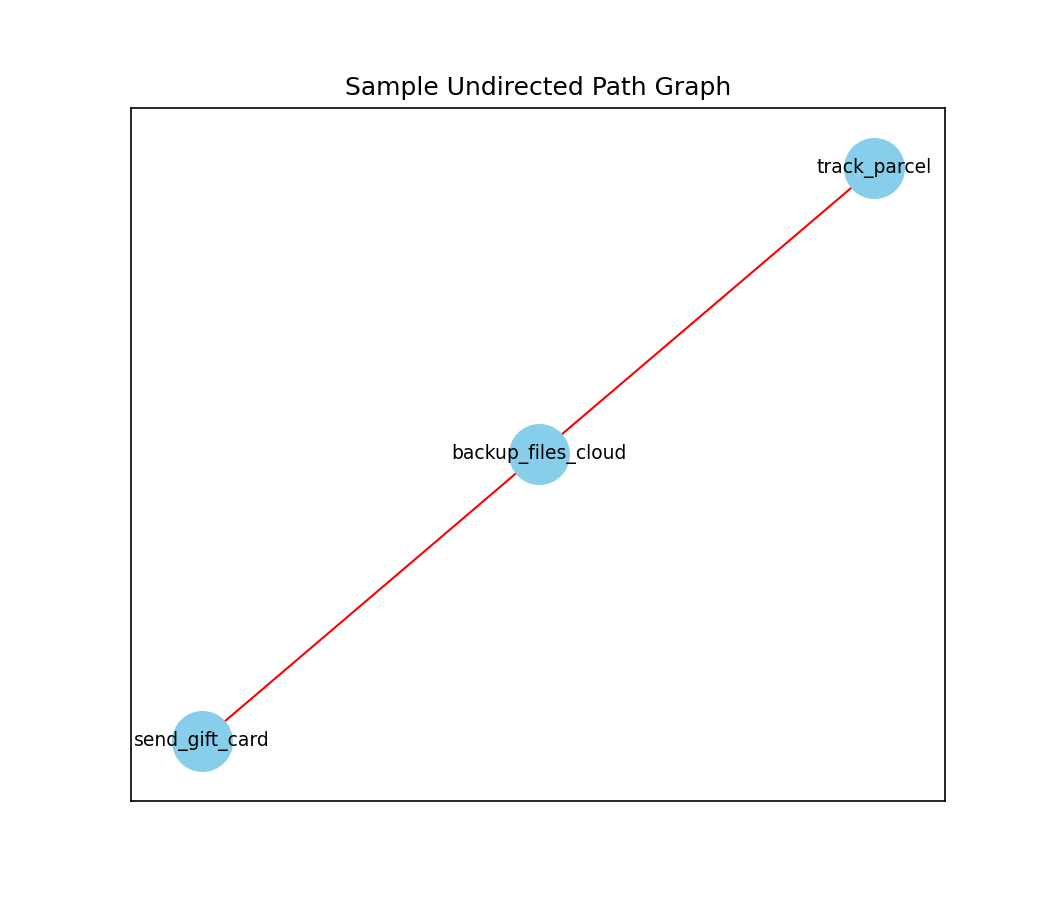 Sample Undirected Path Graph
track_parcel
backup_files_cloud
send_gift_card